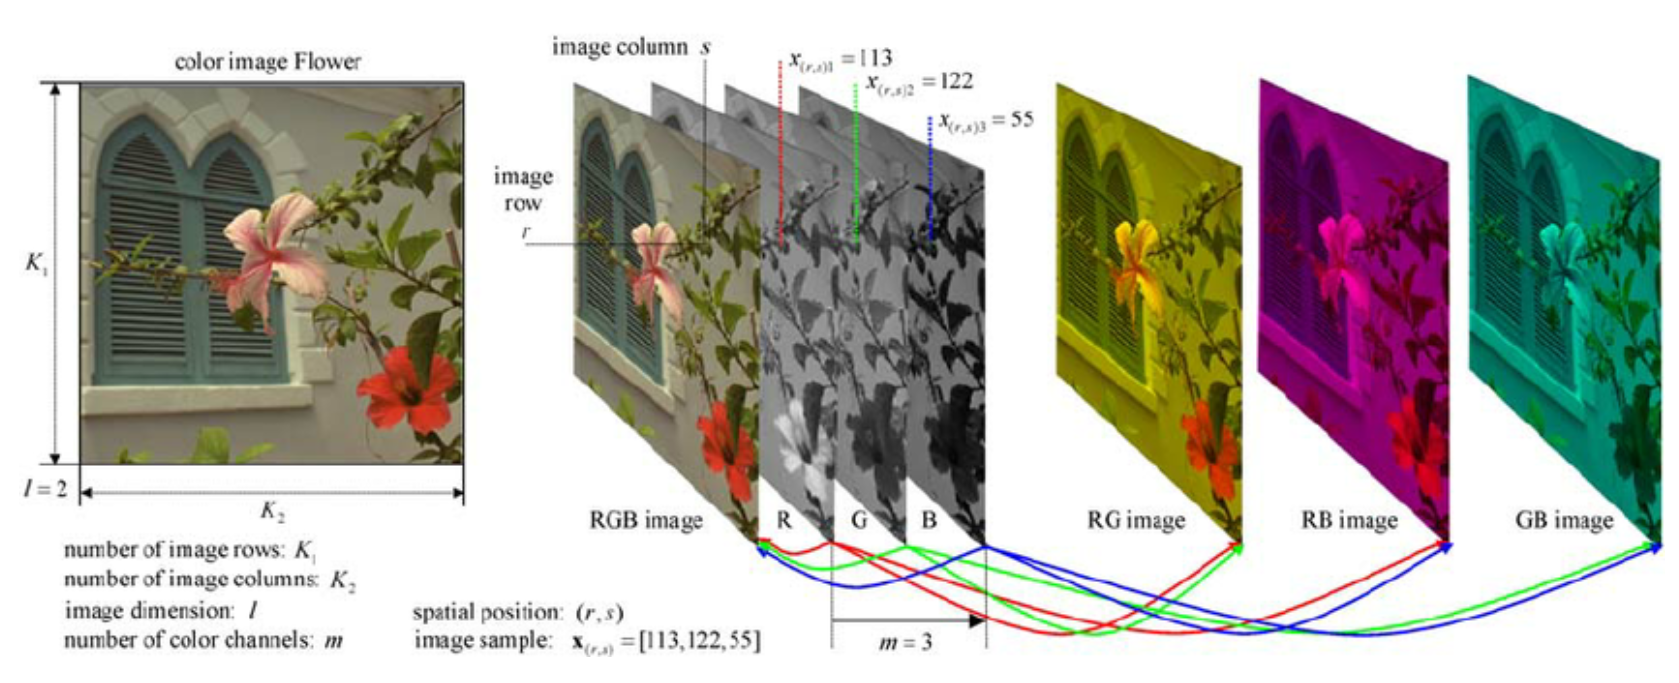 color image Flower
K₁
l = 2
K₂
number of image rows: K₁
number of image columns: K₂
image dimension: l
number of color channels: m
spatial position: (r, s)
image sample: x₍r,s₎ = [113,122,55]
image column s
x₍r,s₎1 = 113
x₍r,s₎2 = 122
x₍r,s₎3 = 55
image
row
r
RGB image
R
G
B
m = 3
RG image
RB image
GB image